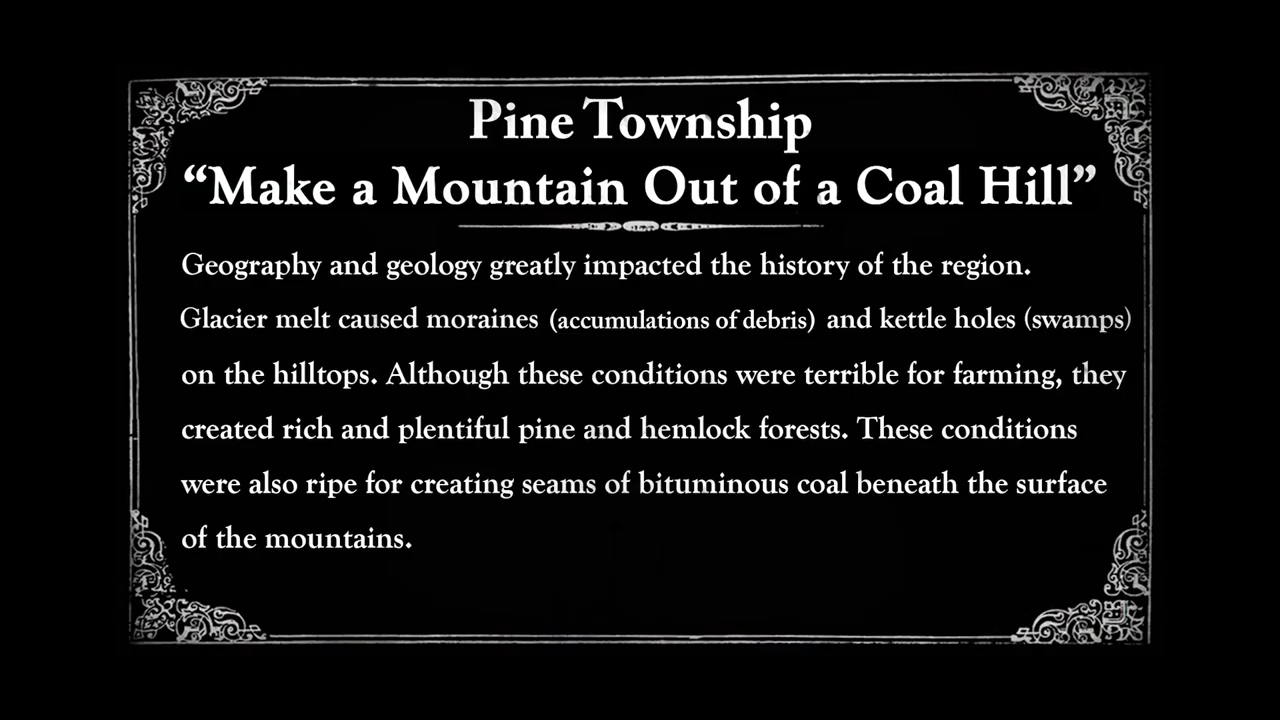 Pine Township
“Make a Mountain Out of a Coal Hill”
Geography and geology greatly impacted the history of the region.
Glacier melt caused moraines (accumulations of debris) and kettle holes (swamps)
on the hilltops. Although these conditions were terrible for farming, they
created rich and plentiful pine and hemlock forests. These conditions
were also ripe for creating seams of bituminous coal beneath the surface
of the mountains.